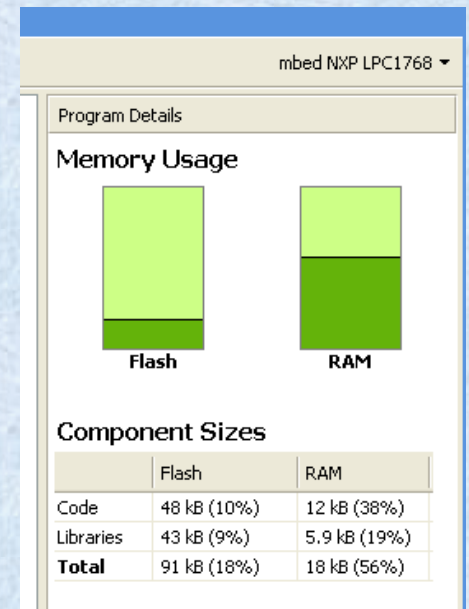 mbed NXP LPC1768
Program Details
Memory Usage
Flash RAM
Component Sizes
Flash RAM
Code 48 kB (10%) 12 kB (38%)
Libraries 43 kB (9%) 5.9 kB (19%)
Total 91 kB (18%) 18 kB (56%)